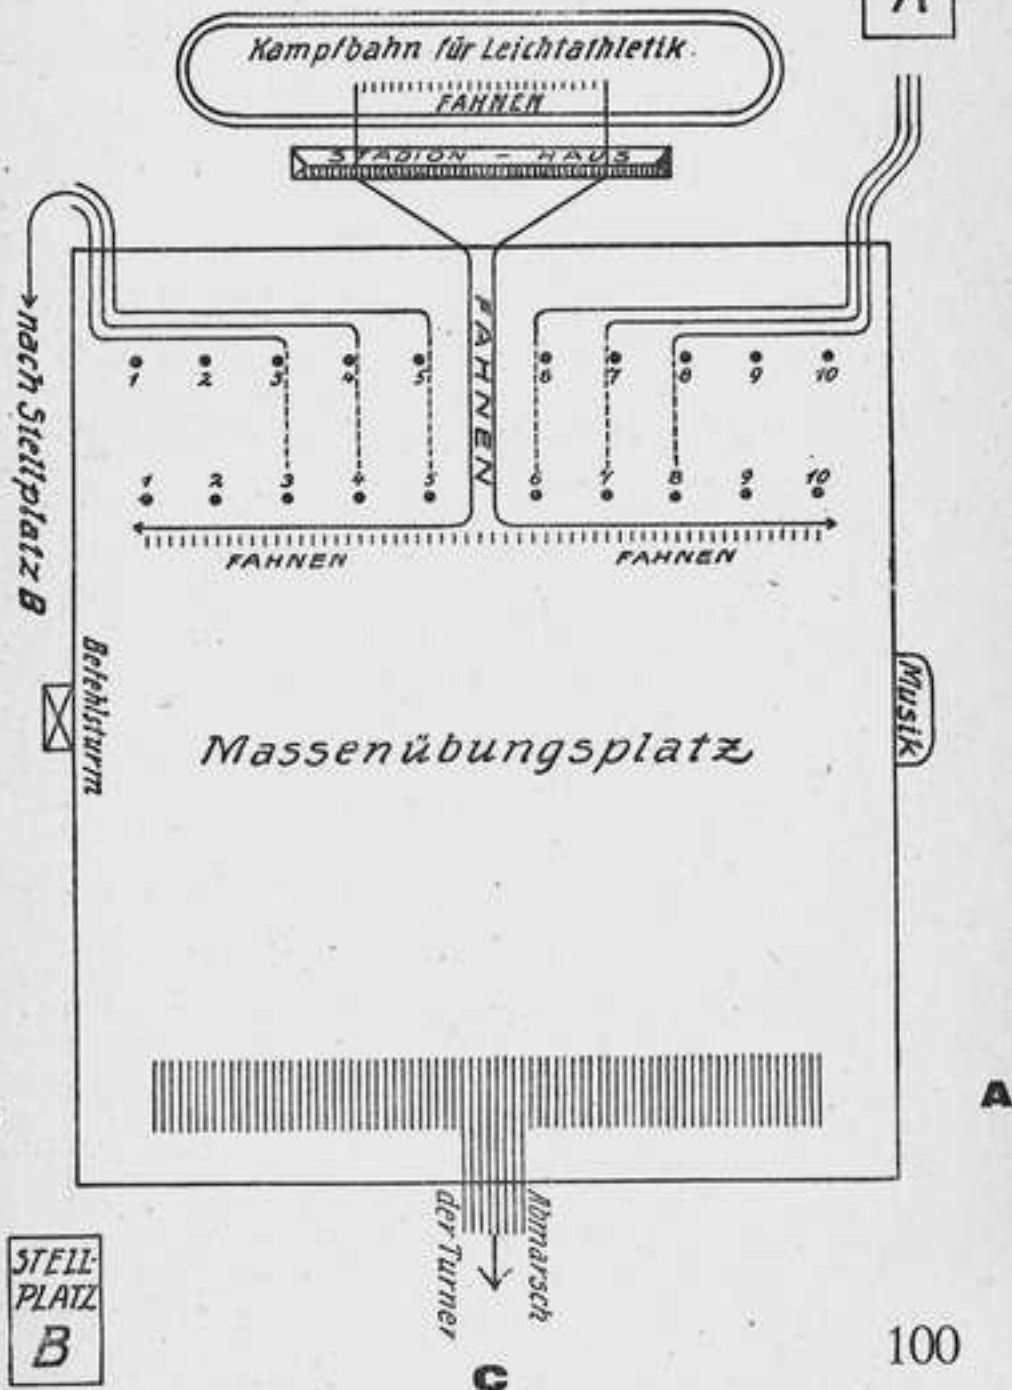 A
Kampfbahn für Leichtathletik.
FAHNEN
STADION - HAUS
nach Stellplatz B
FAHNEN
1 2 3 4 5 6 7 8 9 10
1 2 3 4 5 6 7 8 9 10
FAHNEN FAHNEN
Befehlsturm
Musik
Massenübungsplatz
A
Abmarsch
der Turner
STELL-
PLATZ
B
100
C